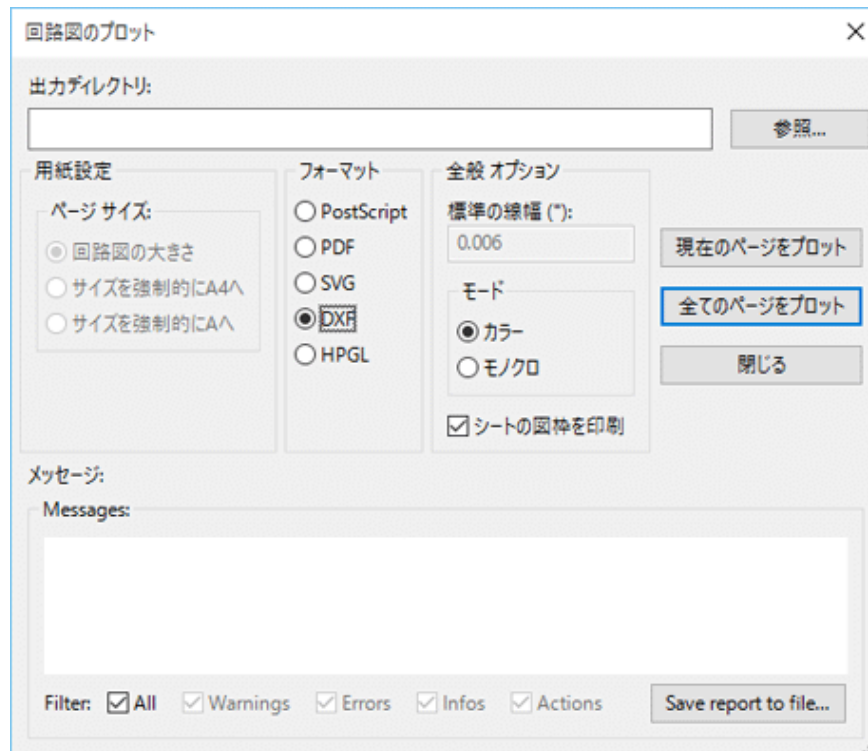 回路図のプロット
出力ディレクトリ:
参照...
用紙設定
ページ サイズ:
回路図の大きさ
サイズを強制的にA4へ
サイズを強制的にAへ
フォーマット
PostScript
PDF
SVG
DXF
HPGL
全般 オプション
標準の線幅 (*):
0.006
モード
カラー
モノクロ
シートの図枠を印刷
現在のページをプロット
全てのページをプロット
閉じる
メッセージ:
Messages:
Filter: All Warnings Errors Infos Actions Save report to file...